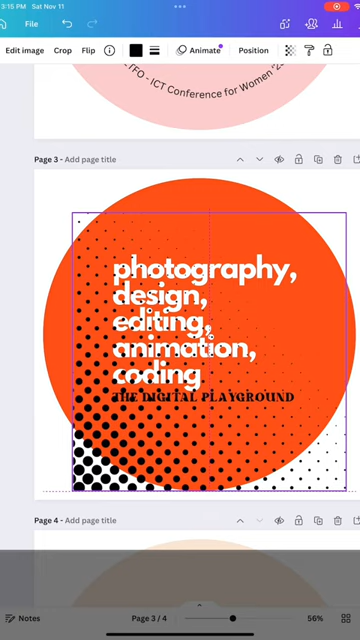 3:15 PM Sat Nov 11
File
Edit image Crop Flip Animate Position
TFO - ICT Conference for Women '23
Page 3 - Add page title
photography,
design,
editing,
animation,
coding
THE DIGITAL PLAYGROUND
Page 4 - Add page title
Notes Page 3 / 4 56%